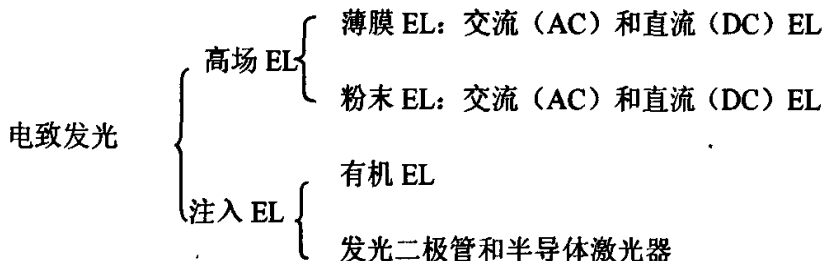 薄膜 EL：交流（AC）和直流（DC）EL
高场 EL
粉末 EL：交流（AC）和直流（DC）EL
电致发光
有机 EL
注入 EL
发光二极管和半导体激光器